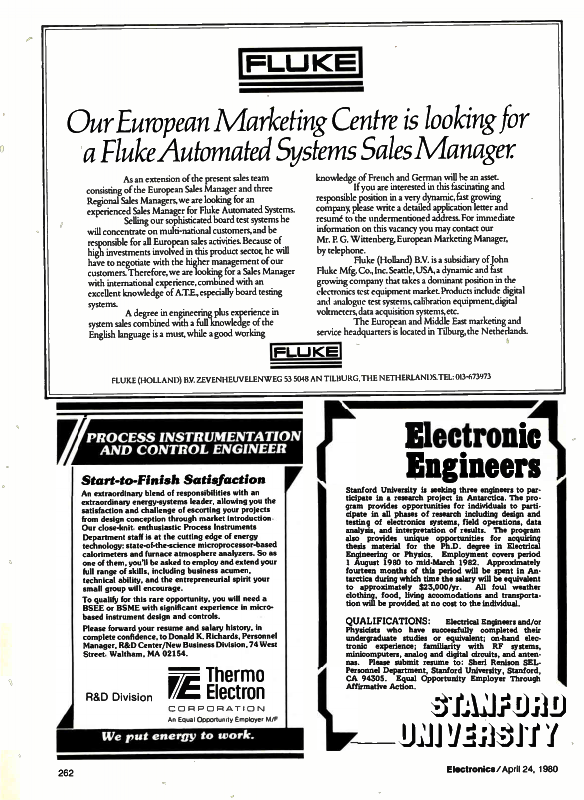 FLUKE
Our European Marketing Centre is looking for
a Fluke Automated Systems Sales Manager.
As an extension of the present sales team
consisting of the European Sales Manager and three
Regional Sales Managers, we are looking for an
experienced Sales Manager for Fluke Automated Systems.
Selling our sophisticated board test systems he
will concentrate on multi-national customers, and be
responsible for all European sales activities. Because of
high investments involved in this product sector, he will
have to negotiate with the higher management of our
customers. Therefore, we are looking for a Sales Manager
with international experience, combined with an
excellent knowledge of A.T.E., especially board testing
systems.
A degree in engineering plus experience in
system sales combined with a full knowledge of the
English language is a must, while a good working
knowledge of French and German will be an asset.
If you are interested in this fascinating and
responsible position in a very dynamic, fast growing
company, please write a detailed application letter and
resumé to the undermentioned address. For immediate
information on this vacancy you may contact our
Mr. P. G. Wittenberg, European Marketing Manager,
by telephone.
Fluke (Holland) B.V. is a subsidiary of John
Fluke Mfg. Co., Inc. Seattle, USA, a dynamic and fast
growing company that takes a dominant position in the
electronics test equipment market. Products include digital
and analogue test systems, calibration equipment, digital
voltmeters, data acquisition systems, etc.
The European and Middle East marketing and
service headquarters is located in Tilburg, the Netherlands.
FLUKE
FLUKE (HOLLAND) B.V. ZEVENHEUVELENWEG 53 5048 AN TILBURG, THE NETHERLANDS. TEL: 013-673973
PROCESS INSTRUMENTATION
AND CONTROL ENGINEER
Start-to-Finish Satisfaction
An extraordinary blend of responsibilities with an
extraordinary energy-systems leader, allowing you the
satisfaction and challenge of escorting your projects
from design conception through market introduction.
Our close-knit, enthusiastic Process Instruments
Department staff is at the cutting edge of energy
technology: state-of-the-science microprocessor-based
calorimeters and furnace atmosphere analyzers. So as
one of them, you'll be asked to employ and extend your
full range of skills, including business acumen,
technical ability, and the entrepreneurial spirit your
small group will encourage.
To qualify for this rare opportunity, you will need a
BSEE or BSME with significant experience in micro-
based instrument design and controls.
Please forward your resume and salary history, in
complete confidence, to Donald K. Richards, Personnel
Manager, R&D Center/New Business Division, 74 West
Street, Waltham, MA 02154.
R&D Division
Thermo
Electron
CORPORATION
An Equal Opportunity Employer M/F
We put energy to work.
Electronic
Engineers
Stanford University is seeking three engineers to par-
ticipate in a research project in Antarctica. The pro-
gram provides opportunities for individuals to parti-
cipate in all phases of research including design and
testing of electronics systems, field operations, data
analysis, and interpretation of results. The program
also provides unique opportunities for acquiring
thesis material for the Ph.D. degree in Electrical
Engineering or Physics. Employment covers period
1 August 1980 to mid-March 1982. Approximately
fourteen months of this period will be spent in An-
tarctica during which time the salary will be equivalent
to approximately $23,000/yr. All foul weather
clothing, food, living accomodations and transporta-
tion will be provided at no cost to the individual.
QUALIFICATIONS: Electrical Engineers and/or
Physicists who have successfully completed their
undergraduate studies or equivalent; on-hand elec-
tronic experience; familiarity with RF systems,
minicomputers, analog and digital circuits, and anten-
nas. Please submit resume to: Sheri Renison SEL-
Personnel Department, Stanford University, Stanford,
CA 94305. Equal Opportunity Employer Through
Affirmative Action.
STANFORD
UNIVERSITY
262
Electronics/April 24, 1980